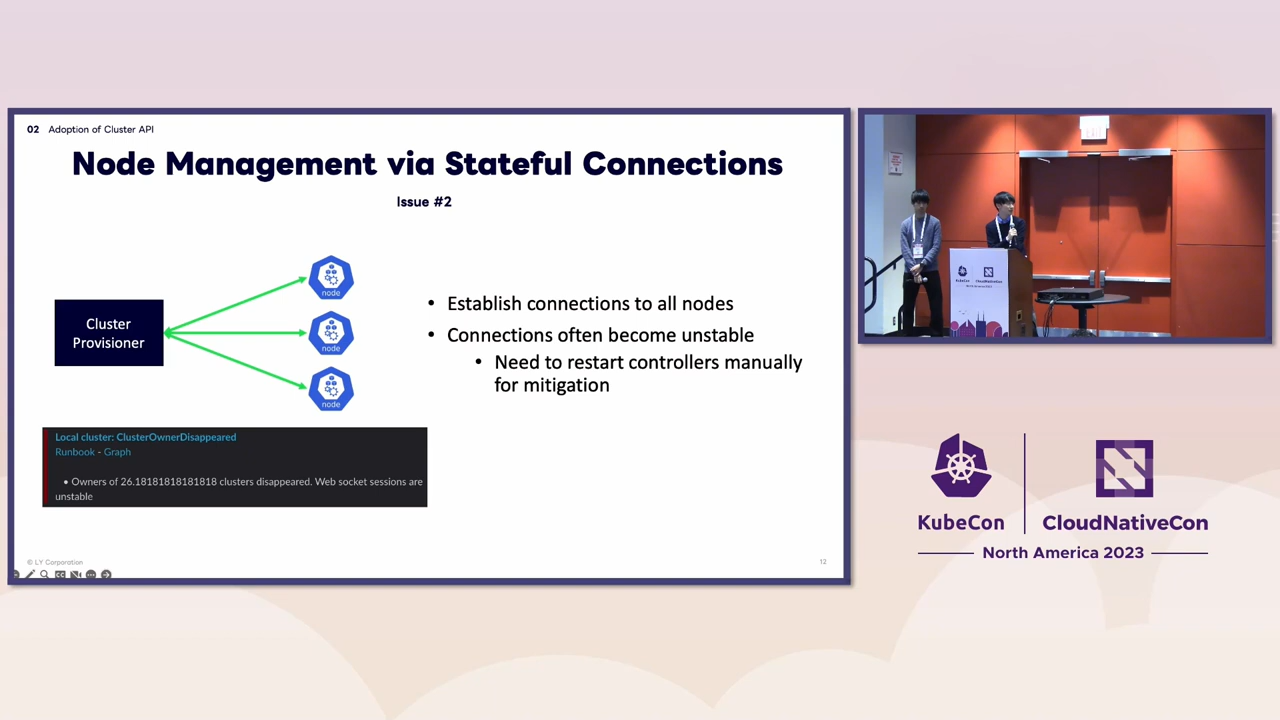 02 Adoption of Cluster API
Node Management via Stateful Connections
Issue #2
Cluster
Provisioner
node
node
node
• Establish connections to all nodes
• Connections often become unstable
• Need to restart controllers manually
for mitigation
Local cluster: ClusterOwnerDisappeared
Runbook - Graph
• Owners of 26.18181818181818 clusters disappeared. Web socket sessions are
unstable
© LY Corporation
12
KubeCon
CloudNativeCon
North America 2023